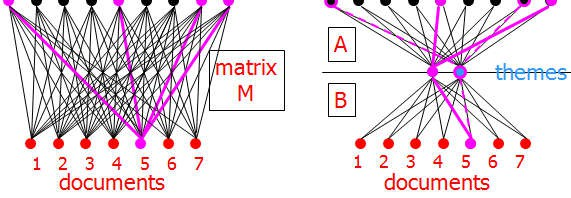 matrix
M
1 2 3 4 5 6 7
documents
A
B
themes
1 2 3 4 5 6 7
documents